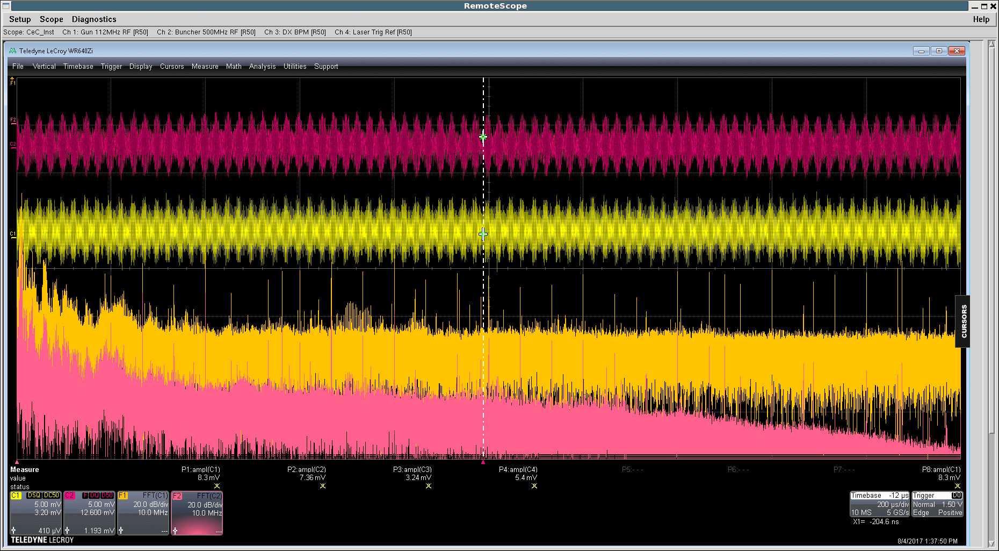 RemoteScope
Setup Scope Diagnostics Help
Scope: CeC_Inst Ch 1: Gun 112MHz RF [R50] Ch 2: Buncher 500MHz RF [R50] Ch 3: DX BPM [R50] Ch 4: Laser Trig Ref [R50]
Teledyne LeCroy WR640Zi
File Vertical Timebase Trigger Display Cursors Measure Math Analysis Utilities Support
F1
F2
C2
C1
CURSORS
Measure P1:ampl(C1) P2:ampl(C2) P3:ampl(C3) P4:ampl(C4) P5:- - - P6:- - - P7:- - - P8:ampl(C1)
value 8.3 mV 7.36 mV 3.24 mV 5.4 mV 8.3 mV
status
C1 DSQ DC50 C2 F DQ D50 F1 FFT(C1) F2 FFT(C2) Timebase -12 µs Trigger D0
5.00 mV 5.00 mV 20.0 dB/div 20.0 dB/div 200 µs/div Normal 1.50 V
3.20 mV 12.600 mV 10.0 MHz 10.0 MHz 10 MS 5 GS/s Edge Positive
X1= -204.6 ns
410 µV 1.193 mV --- ---
TELEDYNE LECROY
8/4/2017 1:37:50 PM